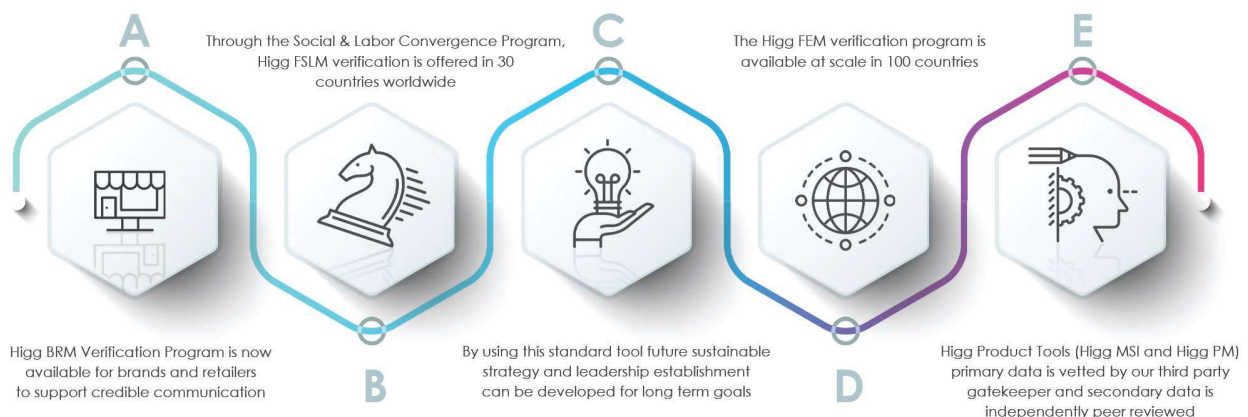 A
Higg BRM Verification Program is now
available for brands and retailers
to support credible communication
Through the Social & Labor Convergence Program,
Higg FSLM verification is offered in 30
countries worldwide
B
C
By using this standard tool future sustainable
strategy and leadership establishment
can be developed for long term goals
The Higg FEM verification program is
available at scale in 100 countries
D
E
Higg Product Tools (Higg MSI and Higg PM)
primary data is vetted by our third party
gatekeeper and secondary data is
independently peer reviewed